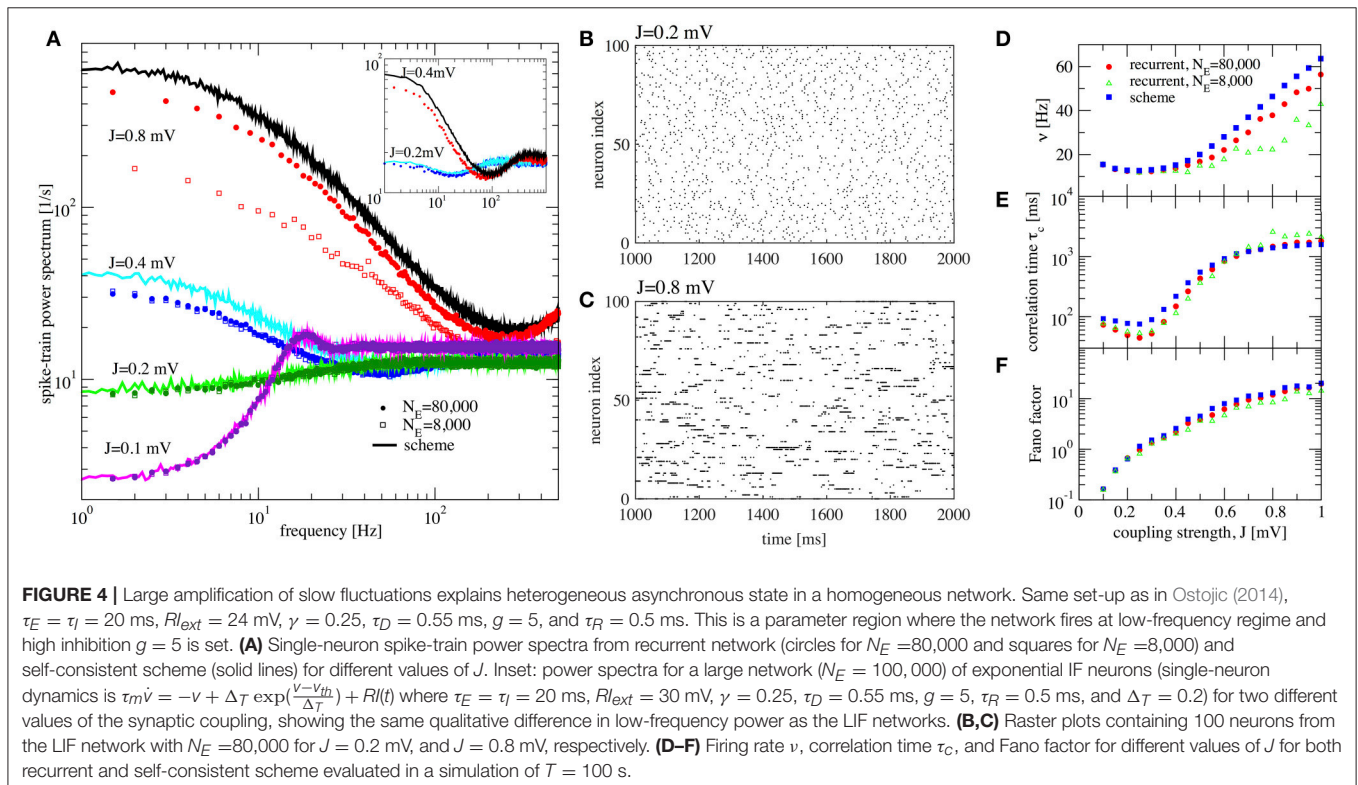 A
spike-train power spectrum [1/s]
10^2
10^1
10^0 10^1 10^2
frequency [Hz]
J=0.8 mV
J=0.4 mV
J=0.2 mV
J=0.1 mV
N_E=80,000
N_E=8,000
scheme
10^2
J=0.4mV
J=0.2mV
10^1
10^0 10^1 10^2
B
J=0.2 mV
neuron index
100
50
0
1000 1200 1400 1600 1800 2000
C
J=0.8 mV
neuron index
100
50
0
1000 1200 1400 1600 1800 2000
time [ms]
D
recurrent, N_E=80,000
recurrent, N_E=8,000
scheme
ν [Hz]
60
40
20
E
correlation time τ_c [ms]
10^4
10^3
10^2
10^1
F
Fano factor
10^2
10^1
10^0
10^-1
0 0.2 0.4 0.6 0.8 1
coupling strength, J [mV]
FIGURE 4 | Large amplification of slow fluctuations explains heterogeneous asynchronous state in a homogeneous network. Same set-up as in Ostojic (2014),
τ_E = τ_I = 20 ms, RI_ext = 24 mV, γ = 0.25, τ_D = 0.55 ms, g = 5, and τ_R = 0.5 ms. This is a parameter region where the network fires at low-frequency regime and
high inhibition g = 5 is set. (A) Single-neuron spike-train power spectra from recurrent network (circles for N_E =80,000 and squares for N_E =8,000) and
self-consistent scheme (solid lines) for different values of J. Inset: power spectra for a large network (N_E = 100, 000) of exponential IF neurons (single-neuron
dynamics is τ_m v̇ = −v + Δ_T exp((v−v_th)/Δ_T) + RI(t) where τ_E = τ_I = 20 ms, RI_ext = 30 mV, γ = 0.25, τ_D = 0.55 ms, g = 5, τ_R = 0.5 ms, and Δ_T = 0.2) for two different
values of the synaptic coupling, showing the same qualitative difference in low-frequency power as the LIF networks. (B,C) Raster plots containing 100 neurons from
the LIF network with N_E =80,000 for J = 0.2 mV, and J = 0.8 mV, respectively. (D–F) Firing rate ν, correlation time τ_c, and Fano factor for different values of J for both
recurrent and self-consistent scheme evaluated in a simulation of T = 100 s.